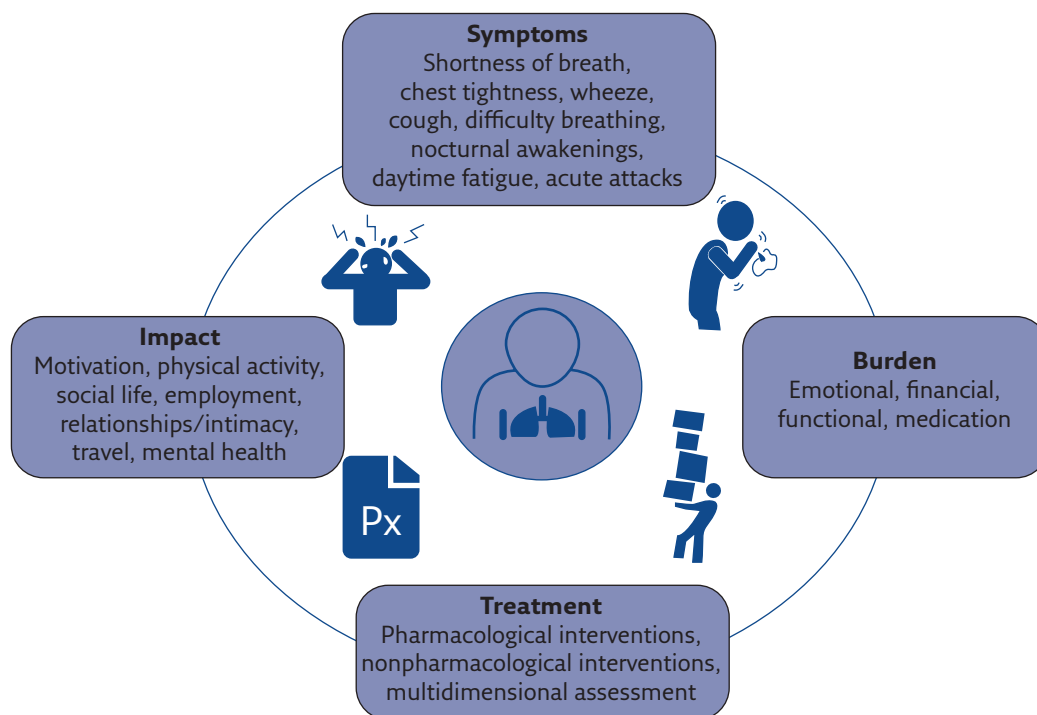 Symptoms
Shortness of breath,
chest tightness, wheeze,
cough, difficulty breathing,
nocturnal awakenings,
daytime fatigue, acute attacks
Impact
Motivation, physical activity,
social life, employment,
relationships/intimacy,
travel, mental health
Burden
Emotional, financial,
functional, medication
Px
Treatment
Pharmacological interventions,
nonpharmacological interventions,
multidimensional assessment